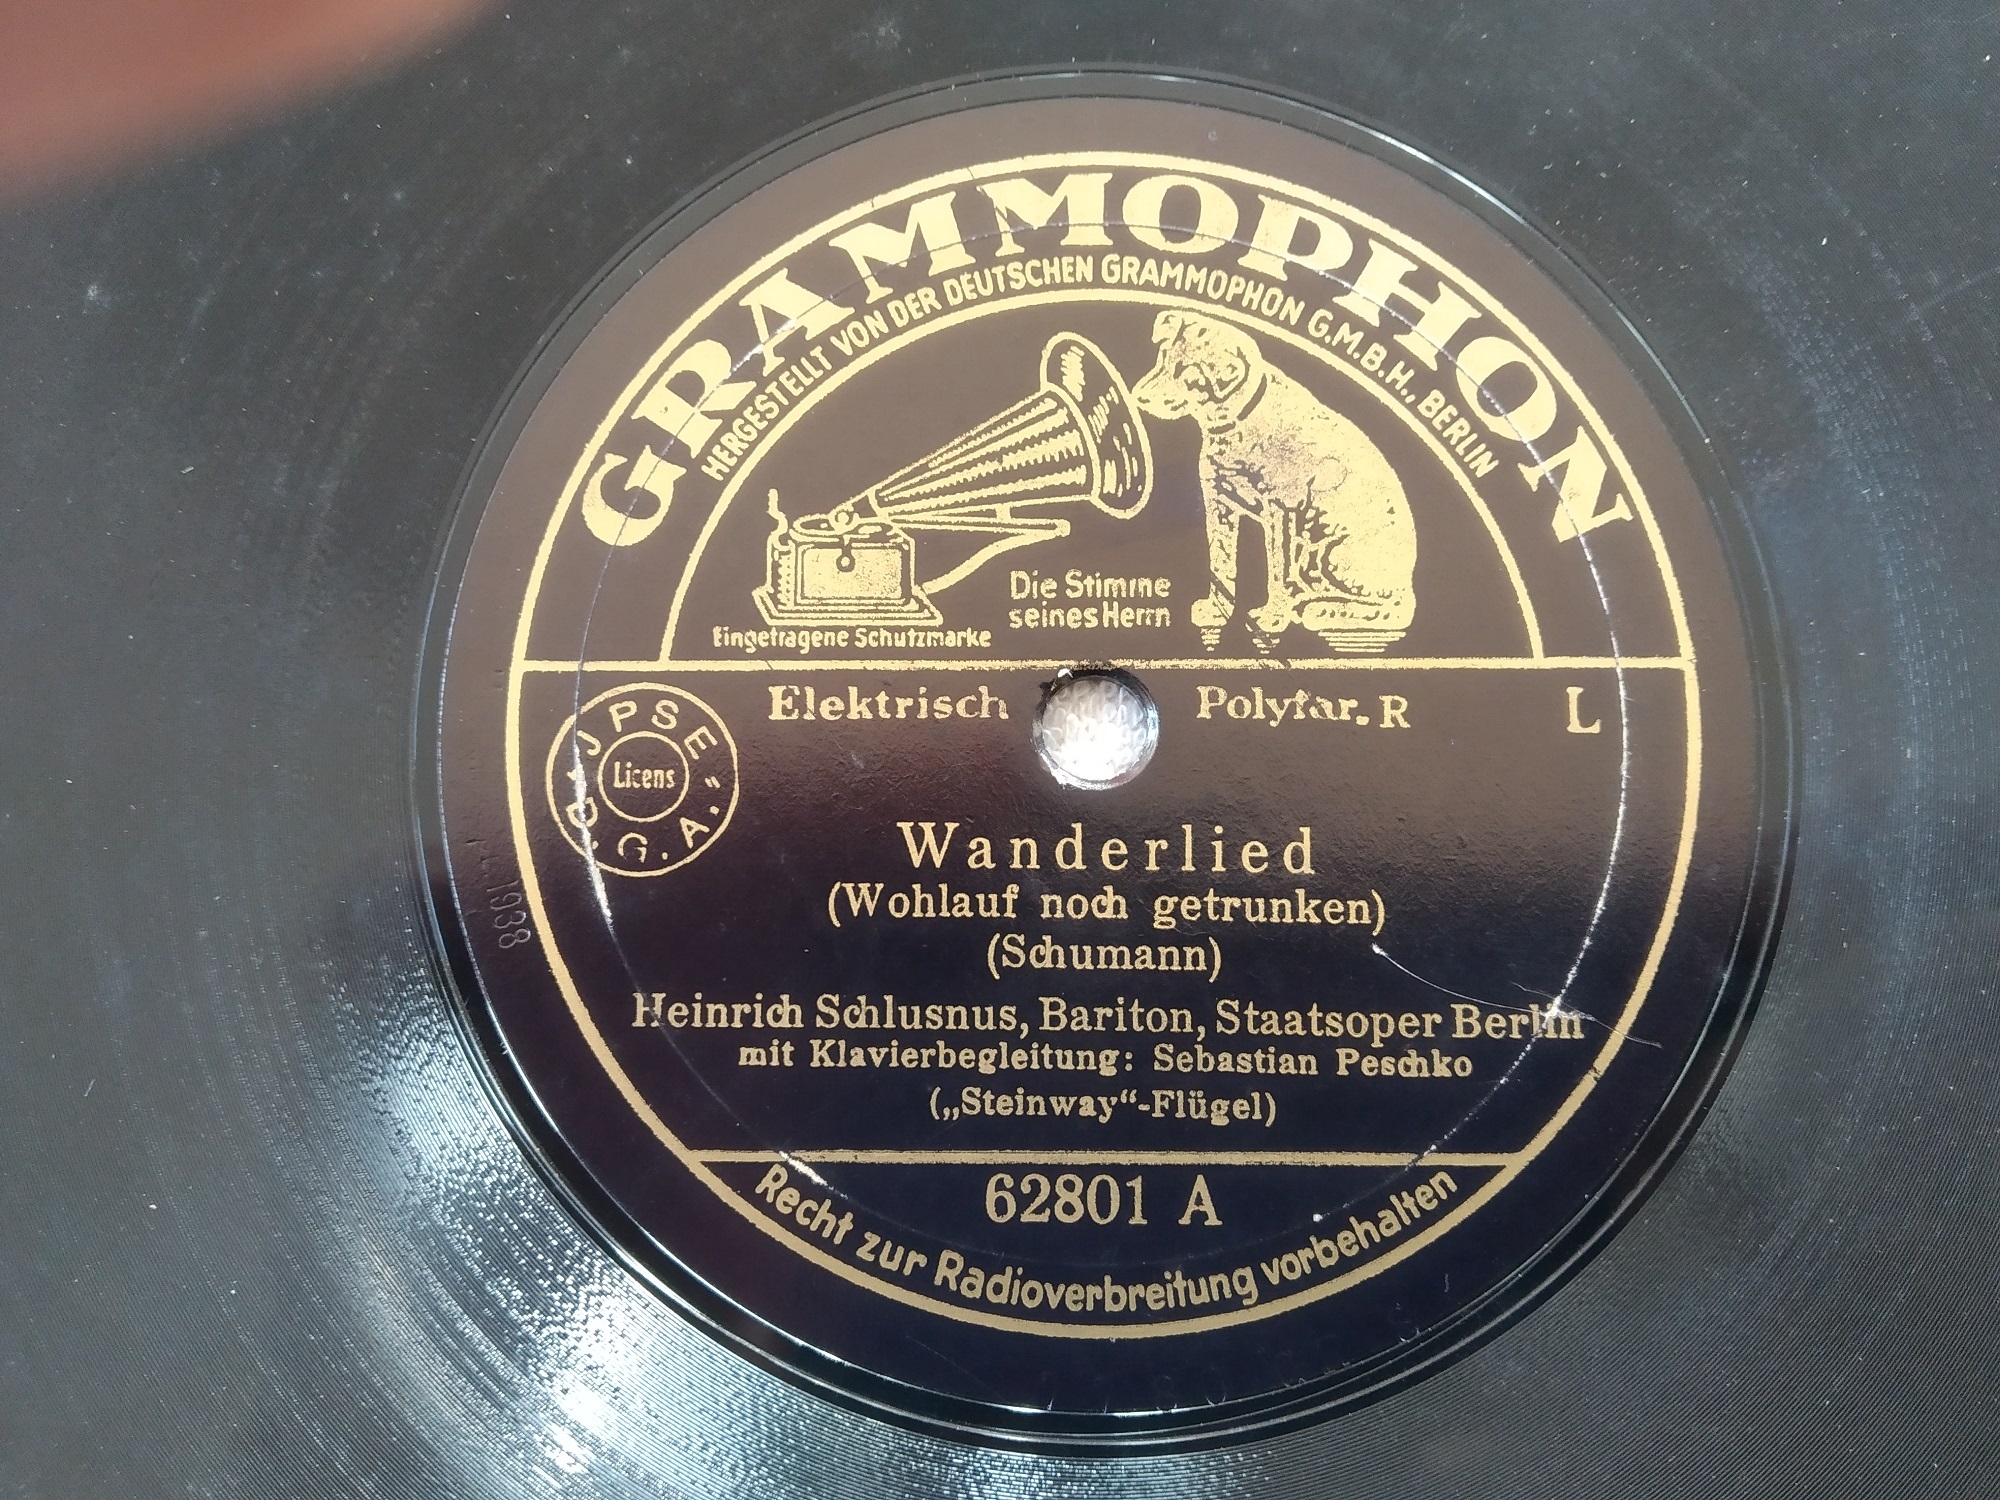 GRAMMOPHON
HERGESTELLT VON DER DEUTSCHEN GRAMMOPHON G.M.B.H., BERLIN
Die Stimme
seines Herrn
Eingetragene Schutzmarke
Elektrisch Polyfar. R L
JPSE „
Licens
D.G.A.
Wanderlied
(Wohlauf noch getrunken)
(Schumann)
Heinrich Schlusnus, Bariton, Staatsoper Berlin
mit Klavierbegleitung: Sebastian Peschko
(„Steinway“-Flügel)
62801 A
Recht zur Radioverbreitung vorbehalten
1938